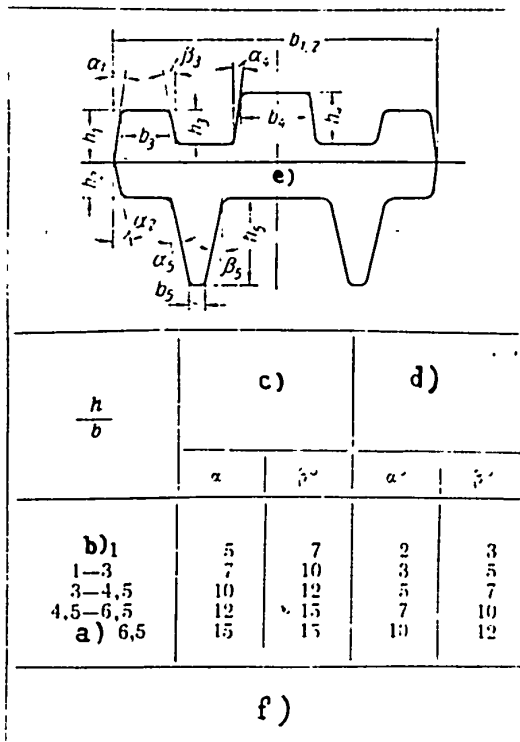 b₁,₂
α₁ β₃ α₄
h₁ b₃ h₃ b₄ h₄
h₂ e)
α₂ α₅ h₅ β₅
b₅
h/b c) d)
α β° α° β°
b) 1 5 7 2 3
1—3 7 10 3 5
3—4,5 10 12 5 7
4,5—6,5 12 15 7 10
a) 6,5 15 15 10 12
f)